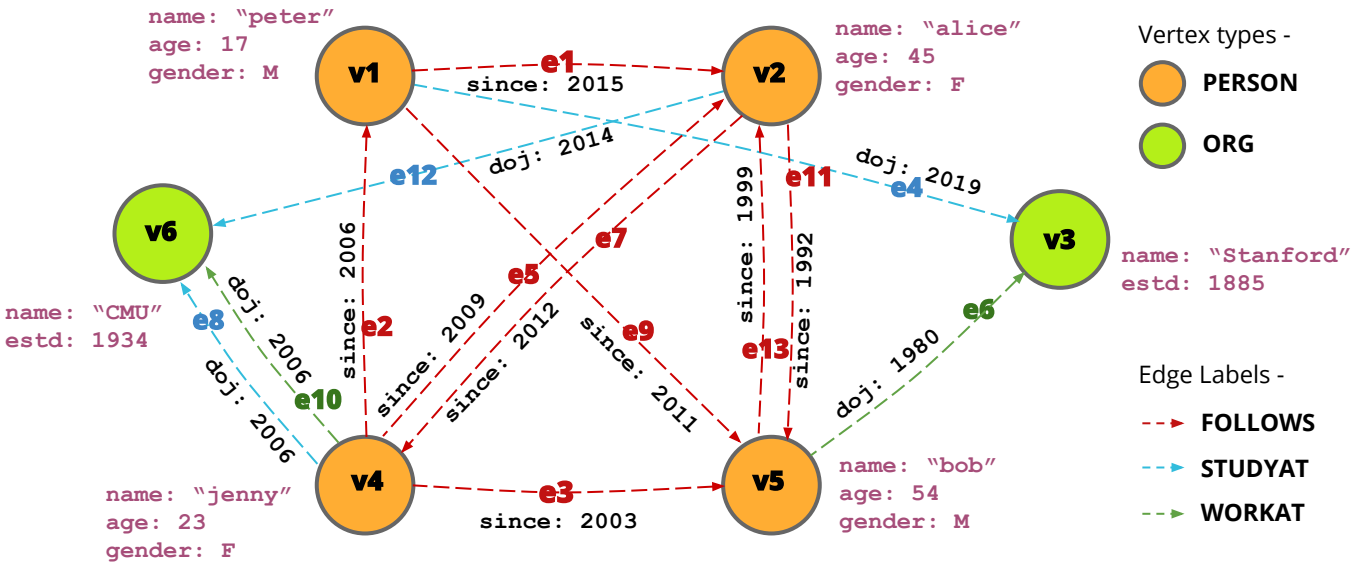 name: “peter”
age: 17
gender: M
v1
e1
since: 2015
v2
name: “alice”
age: 45
gender: F
Vertex types -
PERSON
ORG
doj: 2014
e12
doj: 2019
e4
e11
since: 1999
since: 1992
e7
e5
v6
v3
name: “Stanford”
estd: 1885
name: “CMU”
estd: 1934
e8
doj: 2006
doj: 2006
e10
since: 2006
e2
since: 2009
since: 2012
e9
since: 2011
e13
doj: 1980
e6
Edge Labels -
FOLLOWS
STUDYAT
WORKAT
v4
name: “jenny”
age: 23
gender: F
e3
since: 2003
v5
name: “bob”
age: 54
gender: M